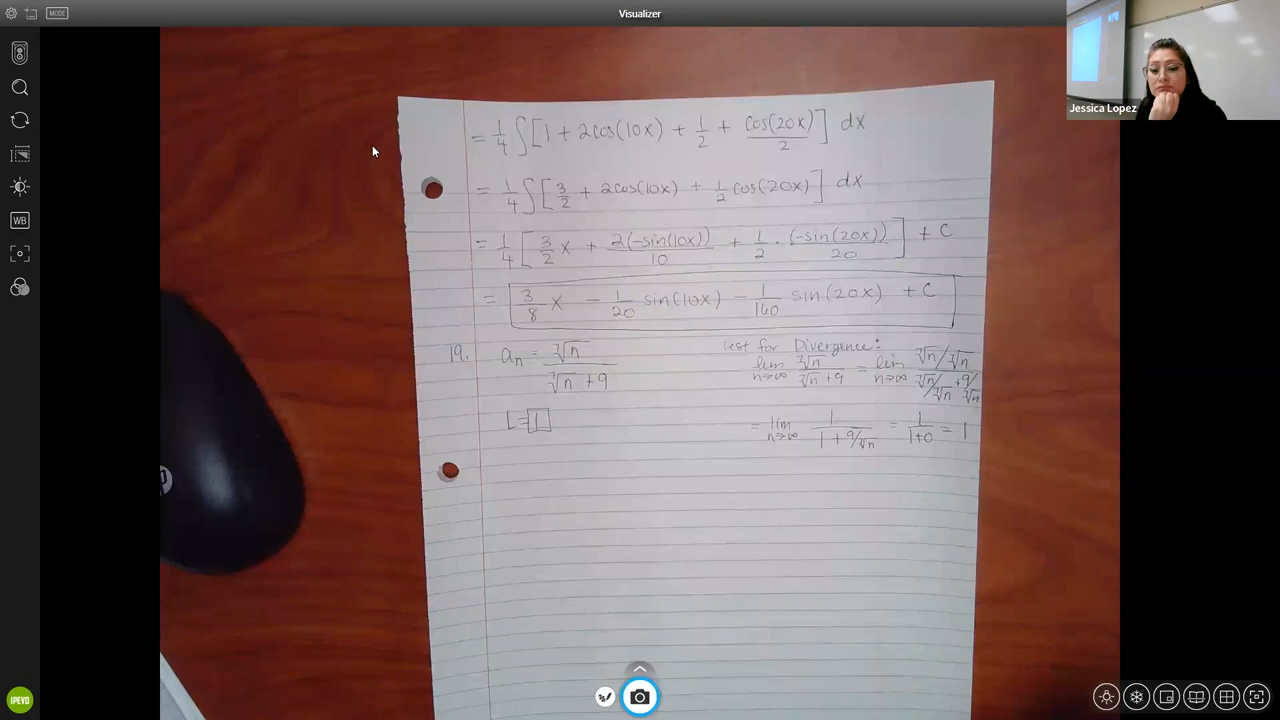 MODE
Visualizer
Jessica Lopez
WB
= 1/4 ∫ [1 + 2cos(10x) + 1/2 + cos(20x)/2] dx
= 1/4 ∫ [3/2 + 2cos(10x) + 1/2 cos(20x)] dx
= 1/4 [3/2 x + 2(-sin(10x))/10 + 1/2 · (-sin(20x))/20] + C
= 3/8 x - 1/20 sin(10x) - 1/160 sin(20x) + C
19. aₙ = ∛n / (∛n + 9)
Test for Divergence:
lim n→∞ ∛n / (∛n + 9) = lim n→∞ (∛n/∛n) / (∛n/∛n + 9/∛n)
L = 1
= lim n→∞ 1 / (1 + 9/∛n) = 1/(1+0) = 1
IPEVO